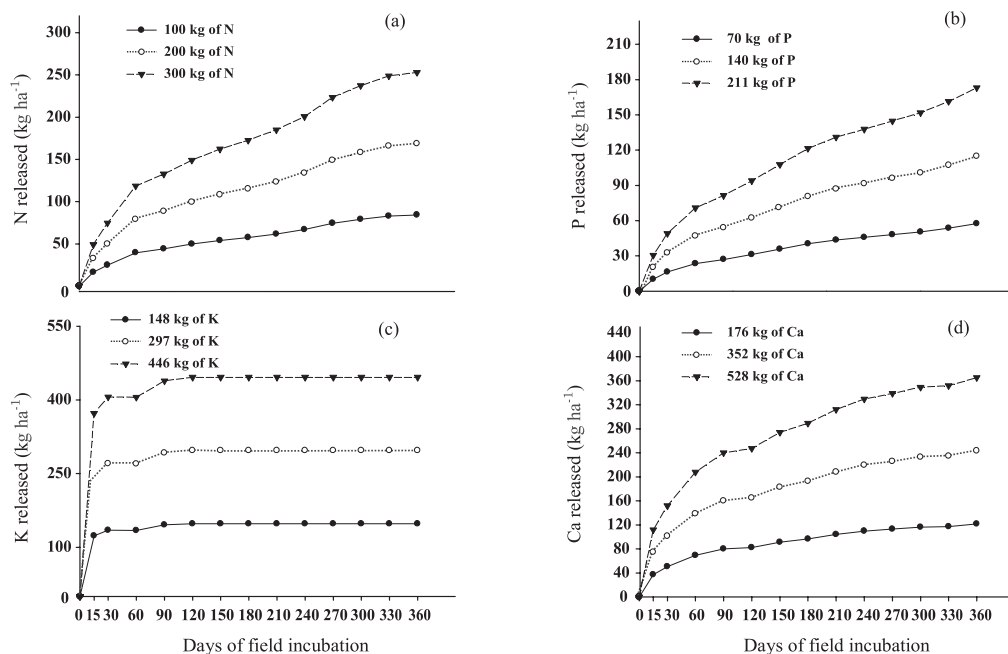 (a)
100 kg of N
200 kg of N
300 kg of N
N released (kg ha-1)
300
250
200
150
100
50
0
(b)
70 kg of P
140 kg of P
211 kg of P
P released (kg ha-1)
210
180
150
120
90
60
30
0
(c)
148 kg of K
297 kg of K
446 kg of K
K released (kg ha-1)
550
400
250
100
0
0 15 30 60 90 120 150 180 210 240 270 300 330 360
Days of field incubation
(d)
176 kg of Ca
352 kg of Ca
528 kg of Ca
Ca released (kg ha-1)
440
400
360
320
280
240
200
160
120
80
40
0
0 15 30 60 90 120 150 180 210 240 270 300 330 360
Days of field incubation